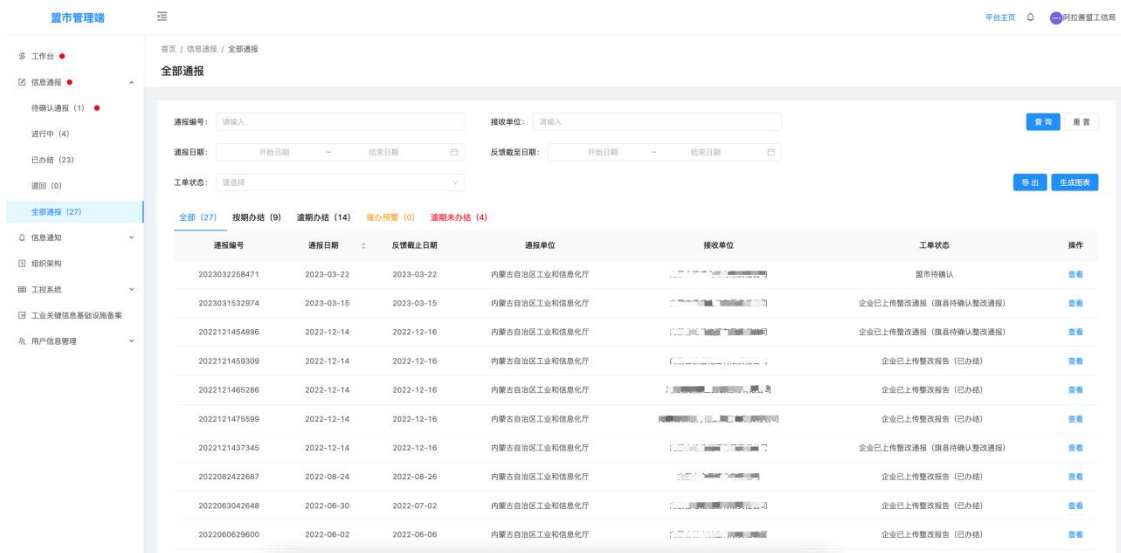 盟市管理端
平台主页 阿拉善盟工信局
工作台
信息通报
待确认通报（1）
进行中（4）
已办结（23）
退回（0）
全部通报（27）
信息通知
组织架构
工控系统
工业关键信息基础设施备案
用户信息管理
首页 / 信息通报 / 全部通报
全部通报
通报编号： 请输入 接收单位： 请输入 查 询 重 置
通报日期： 开始日期 ~ 结束日期 反馈截至日期： 开始日期 ~ 结束日期
工单状态： 请选择 导 出 生成图表
全部（27） 按期办结（9） 逾期办结（14） 催办预警（0） 逾期未办结（4）
通报编号 通报日期 反馈截止日期 通报单位 接收单位 工单状态 操作
2023032258471 2023-03-22 2023-03-22 内蒙古自治区工业和信息化厅 盟市待确认 查看
2023031532974 2023-03-15 2023-03-15 内蒙古自治区工业和信息化厅 企业已上传整改通报（旗县待确认整改通报） 查看
2022121454896 2022-12-14 2022-12-16 内蒙古自治区工业和信息化厅 企业已上传整改通报（旗县待确认整改通报） 查看
2022121459309 2022-12-14 2022-12-16 内蒙古自治区工业和信息化厅 企业已上传整改报告（已办结） 查看
2022121465286 2022-12-14 2022-12-16 内蒙古自治区工业和信息化厅 企业已上传整改报告（已办结） 查看
2022121475599 2022-12-14 2022-12-16 内蒙古自治区工业和信息化厅 企业已上传整改报告（已办结） 查看
2022121437345 2022-12-14 2022-12-16 内蒙古自治区工业和信息化厅 企业已上传整改通报（旗县待确认整改通报） 查看
2022082422687 2022-08-24 2022-08-26 内蒙古自治区工业和信息化厅 企业已上传整改报告（已办结） 查看
2022063042648 2022-06-30 2022-07-02 内蒙古自治区工业和信息化厅 企业已上传整改报告（已办结） 查看
2022060629600 2022-06-02 2022-06-06 内蒙古自治区工业和信息化厅 企业已上传整改报告（已办结） 查看